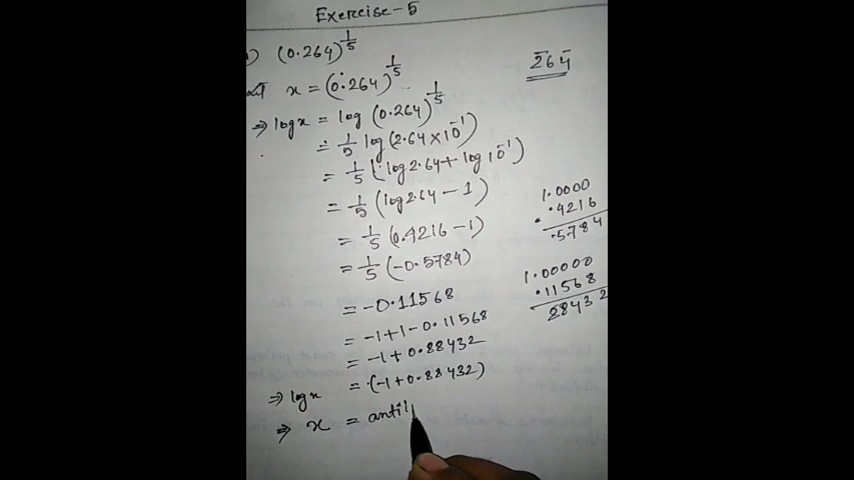 Exercise-5
(0.264)^{1/5}
x = (0.264)^{1/5}
2̄64̄
⇒ log x = log (0.264)^{1/5}
= 1/5 log (2.64 × 10^{-1})
= 1/5 (log 2.64 + log 10^{-1})
= 1/5 (log 2.64 - 1)
= 1/5 (0.4216 - 1)
= 1/5 (-0.5784)
= -0.11568
= -1+1-0.11568
= -1+0.88432
⇒ log x = (-1+0.88432)
⇒ x = antil
1.0000
.4216
.5784
1.00000
.11568
28432